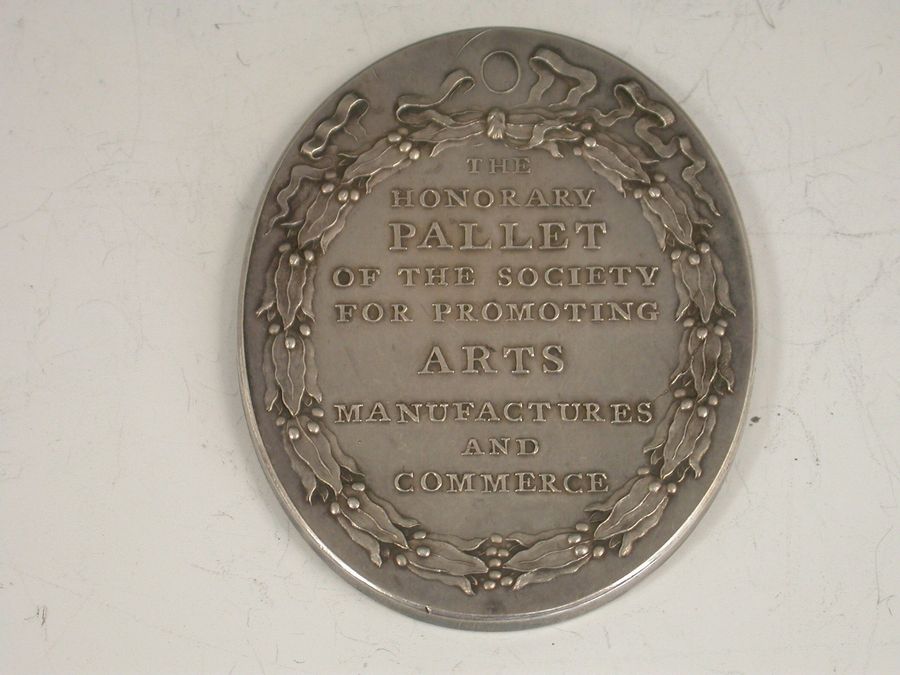 THE
HONORARY
PALLET
OF THE SOCIETY
FOR PROMOTING
ARTS
MANUFACTURES
AND
COMMERCE